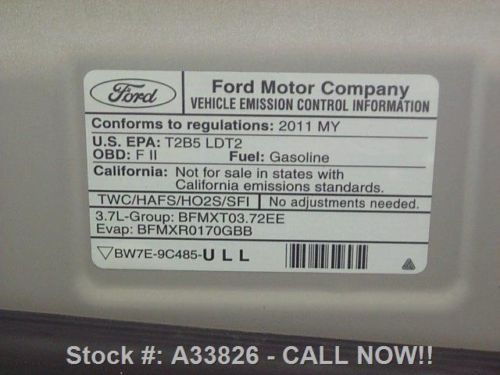 Ford
Ford Motor Company
VEHICLE EMISSION CONTROL INFORMATION
Conforms to regulations: 2011 MY
U.S. EPA: T2B5 LDT2
OBD: F II Fuel: Gasoline
California: Not for sale in states with
California emissions standards.
TWC/HAFS/HO2S/SFI No adjustments needed.
3.7L-Group: BFMXT03.72EE
Evap: BFMXR0170GBB
BW7E-9C485-ULL
Stock #: A33826 - CALL NOW!!